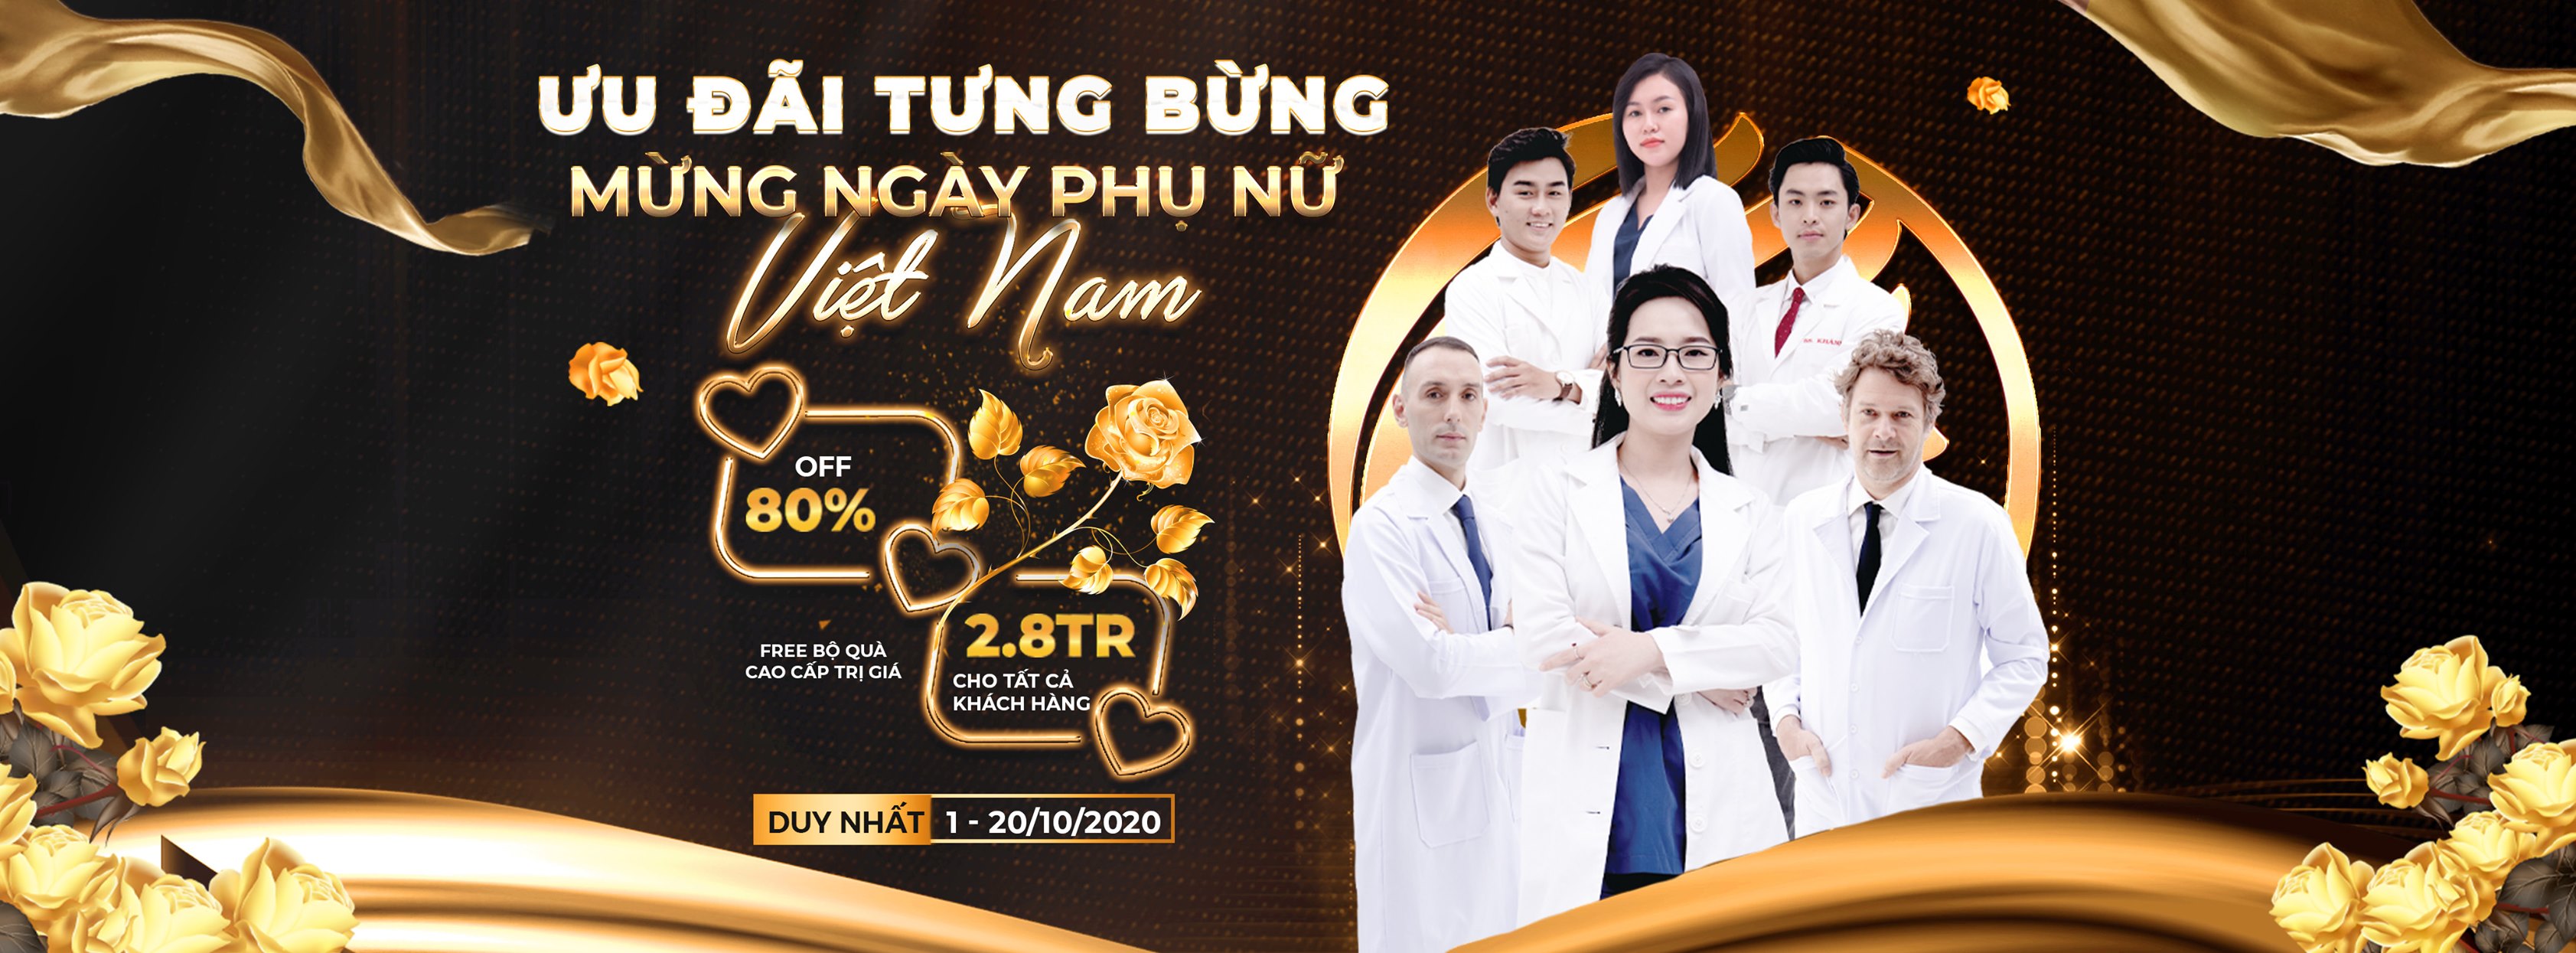 ƯU ĐÃI TƯNG BỪNG
MỪNG NGÀY PHỤ NỮ
Việt Nam
OFF
80%
FREE BỘ QUÀ
CAO CẤP TRỊ GIÁ
2.8TR
CHO TẤT CẢ
KHÁCH HÀNG
DUY NHẤT 1 - 20/10/2020